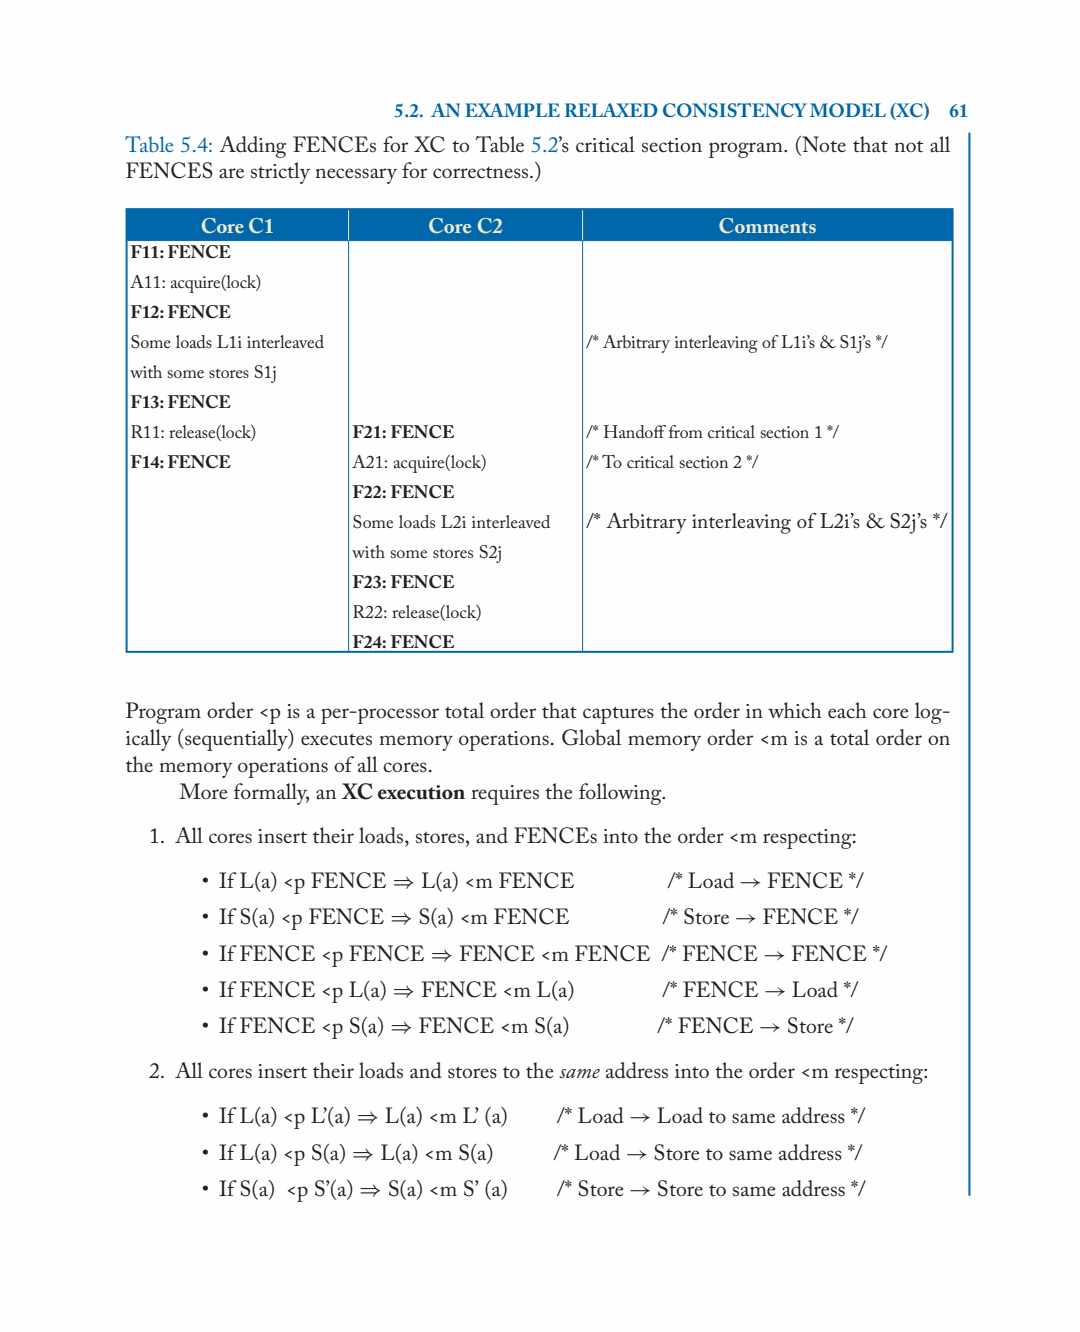 5.2. AN EXAMPLE RELAXED CONSISTENCY MODEL (XC) 61
Table 5.4: Adding FENCEs for XC to Table 5.2’s critical section program. (Note that not all
FENCES are strictly necessary for correctness.)
Core C1 Core C2 Comments
F11: FENCE
A11: acquire(lock)
F12: FENCE
Some loads L1i interleaved /* Arbitrary interleaving of L1i’s & S1j’s */
with some stores S1j
F13: FENCE
R11: release(lock) F21: FENCE /* Handoff from critical section 1 */
F14: FENCE A21: acquire(lock) /* To critical section 2 */
F22: FENCE
Some loads L2i interleaved /* Arbitrary interleaving of L2i’s & S2j’s */
with some stores S2j
F23: FENCE
R22: release(lock)
F24: FENCE
Program order <p is a per-processor total order that captures the order in which each core log-
ically (sequentially) executes memory operations. Global memory order <m is a total order on
the memory operations of all cores.
More formally, an XC execution requires the following.
1. All cores insert their loads, stores, and FENCEs into the order <m respecting:
• If L(a) <p FENCE ⇒ L(a) <m FENCE /* Load → FENCE */
• If S(a) <p FENCE ⇒ S(a) <m FENCE /* Store → FENCE */
• If FENCE <p FENCE ⇒ FENCE <m FENCE /* FENCE → FENCE */
• If FENCE <p L(a) ⇒ FENCE <m L(a) /* FENCE → Load */
• If FENCE <p S(a) ⇒ FENCE <m S(a) /* FENCE → Store */
2. All cores insert their loads and stores to the same address into the order <m respecting:
• If L(a) <p L’(a) ⇒ L(a) <m L’ (a) /* Load → Load to same address */
• If L(a) <p S(a) ⇒ L(a) <m S(a) /* Load → Store to same address */
• If S(a) <p S’(a) ⇒ S(a) <m S’ (a) /* Store → Store to same address */